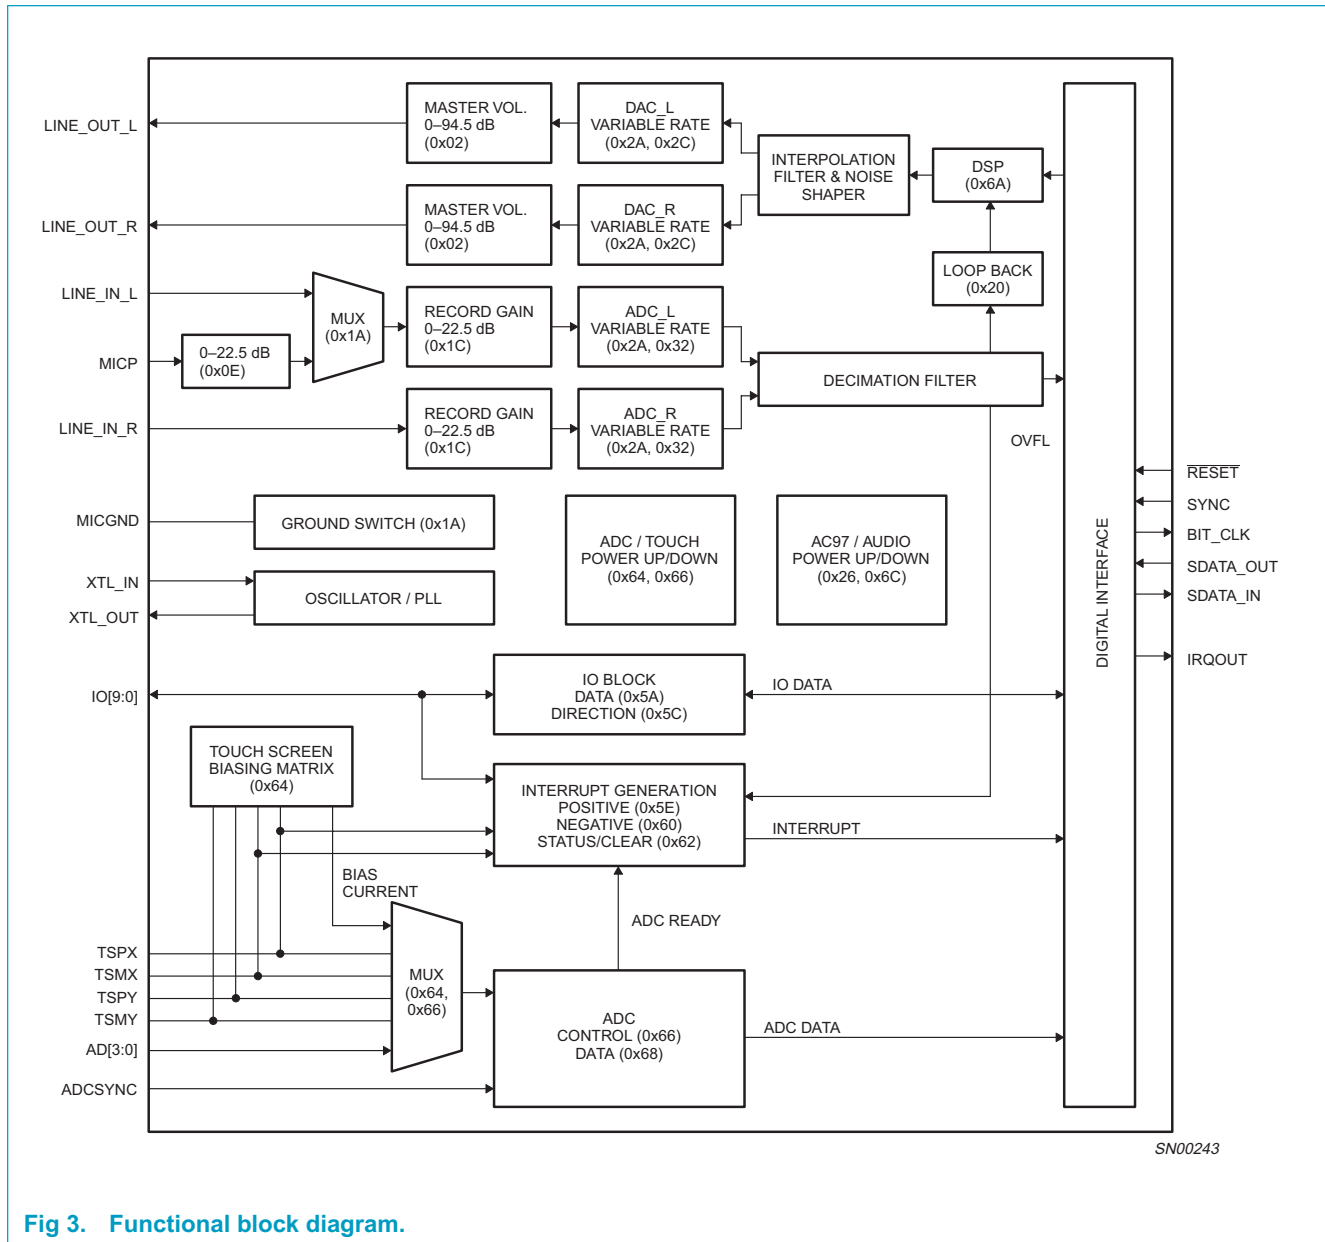 LINE_OUT_L
MASTER VOL.
0–94.5 dB
(0x02)
DAC_L
VARIABLE RATE
(0x2A, 0x2C)
INTERPOLATION
FILTER & NOISE
SHAPER
DSP
(0x6A)
LINE_OUT_R
MASTER VOL.
0–94.5 dB
(0x02)
DAC_R
VARIABLE RATE
(0x2A, 0x2C)
LOOP BACK
(0x20)
LINE_IN_L
MUX
(0x1A)
RECORD GAIN
0–22.5 dB
(0x1C)
ADC_L
VARIABLE RATE
(0x2A, 0x32)
MICP
0–22.5 dB
(0x0E)
DECIMATION FILTER
LINE_IN_R
RECORD GAIN
0–22.5 dB
(0x1C)
ADC_R
VARIABLE RATE
(0x2A, 0x32)
OVFL
MICGND
GROUND SWITCH (0x1A)
ADC / TOUCH
POWER UP/DOWN
(0x64, 0x66)
AC97 / AUDIO
POWER UP/DOWN
(0x26, 0x6C)
XTL_IN
XTL_OUT
OSCILLATOR / PLL
DIGITAL INTERFACE
RESET
SYNC
BIT_CLK
SDATA_OUT
SDATA_IN
IRQOUT
IO[9:0]
IO BLOCK
DATA (0x5A)
DIRECTION (0x5C)
IO DATA
TOUCH SCREEN
BIASING MATRIX
(0x64)
INTERRUPT GENERATION
POSITIVE (0x5E)
NEGATIVE (0x60)
STATUS/CLEAR (0x62)
INTERRUPT
BIAS
CURRENT
ADC READY
TSPX
TSMX
TSPY
TSMY
AD[3:0]
ADCSYNC
MUX
(0x64,
0x66)
ADC
CONTROL (0x66)
DATA (0x68)
ADC DATA
SN00243
Fig 3. Functional block diagram.